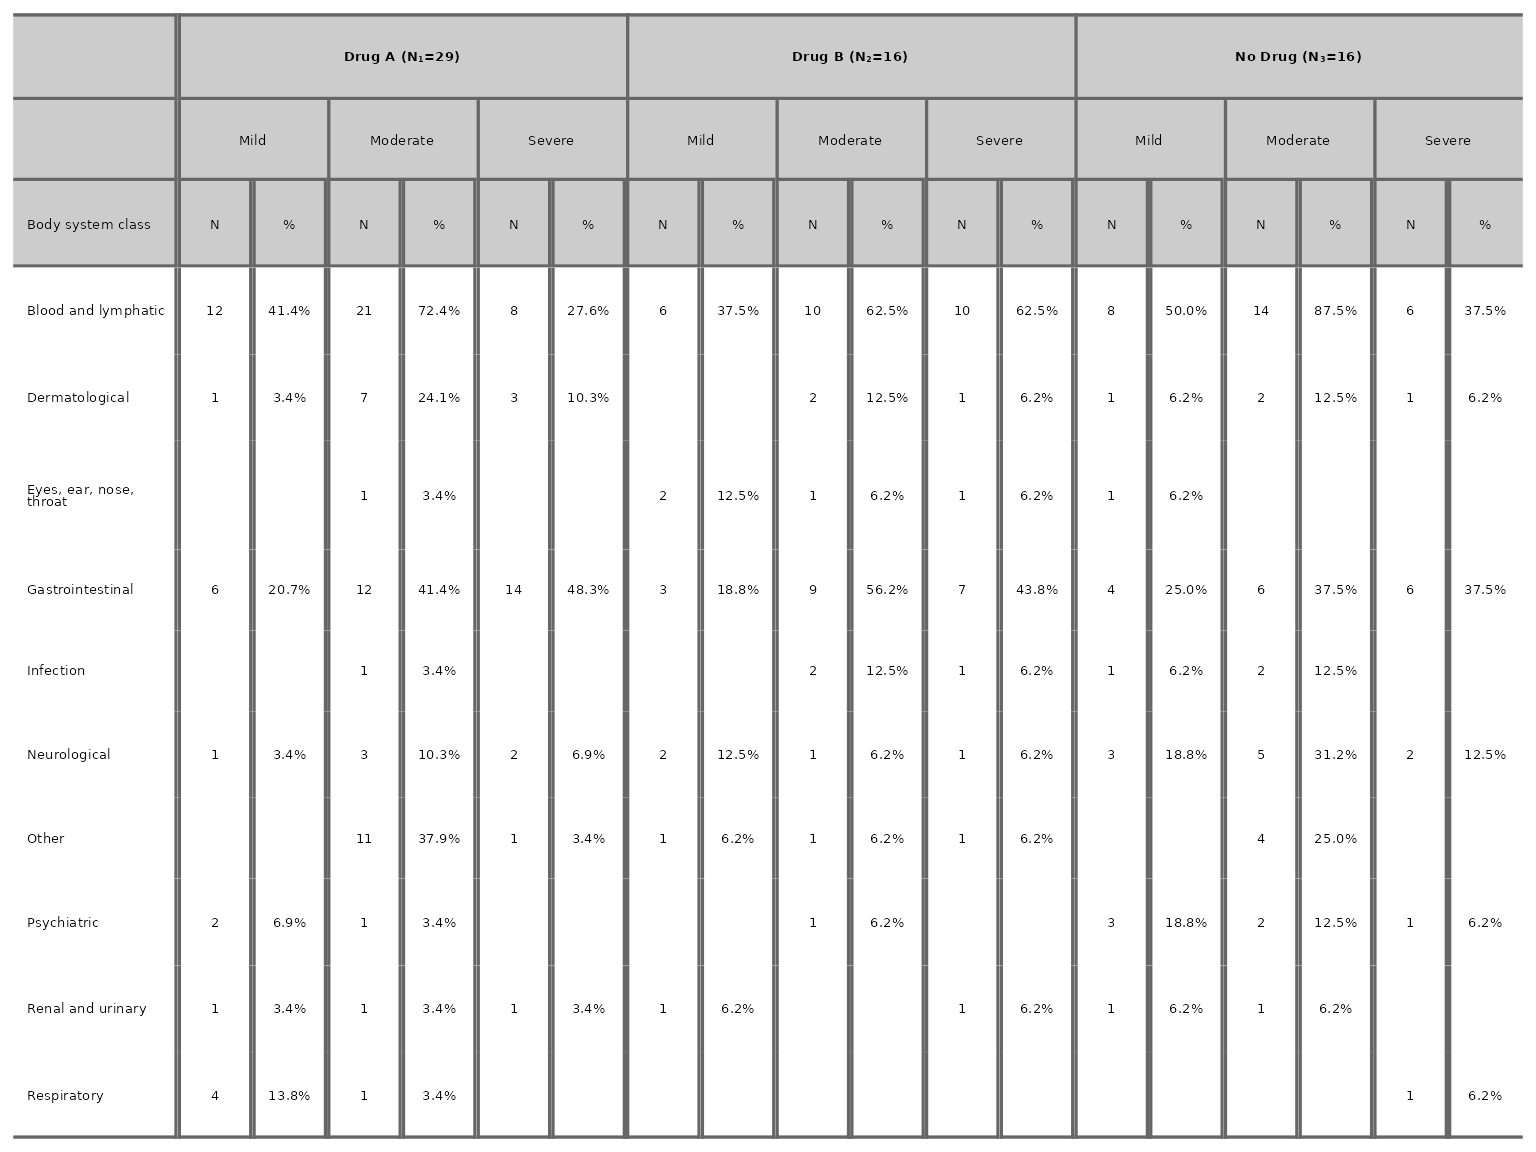 Drug A (N₁=29) Drug B (N₂=16) No Drug (N₃=16)
Mild Moderate Severe Mild Moderate Severe Mild Moderate Severe
Body system class N % N % N % N % N % N % N % N % N %
Blood and lymphatic 12 41.4% 21 72.4% 8 27.6% 6 37.5% 10 62.5% 10 62.5% 8 50.0% 14 87.5% 6 37.5%
Dermatological 1 3.4% 7 24.1% 3 10.3% 2 12.5% 1 6.2% 1 6.2% 2 12.5% 1 6.2%
Eyes, ear, nose,
throat 1 3.4% 2 12.5% 1 6.2% 1 6.2% 1 6.2%
Gastrointestinal 6 20.7% 12 41.4% 14 48.3% 3 18.8% 9 56.2% 7 43.8% 4 25.0% 6 37.5% 6 37.5%
Infection 1 3.4% 2 12.5% 1 6.2% 1 6.2% 2 12.5%
Neurological 1 3.4% 3 10.3% 2 6.9% 2 12.5% 1 6.2% 1 6.2% 3 18.8% 5 31.2% 2 12.5%
Other 11 37.9% 1 3.4% 1 6.2% 1 6.2% 1 6.2% 4 25.0%
Psychiatric 2 6.9% 1 3.4% 1 6.2% 3 18.8% 2 12.5% 1 6.2%
Renal and urinary 1 3.4% 1 3.4% 1 3.4% 1 6.2% 1 6.2% 1 6.2% 1 6.2%
Respiratory 4 13.8% 1 3.4% 1 6.2%